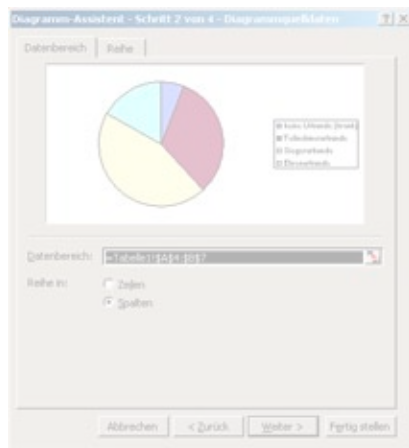 Diagramm-Assistent - Schritt 2 von 4 - Diagrammquelldaten
Datenbereich Reihe
Datenbereich: =Tabelle1!$A$4:$B$7
Reihe in: Zeilen
Spalten
Abbrechen < Zurück Weiter > Fertig stellen